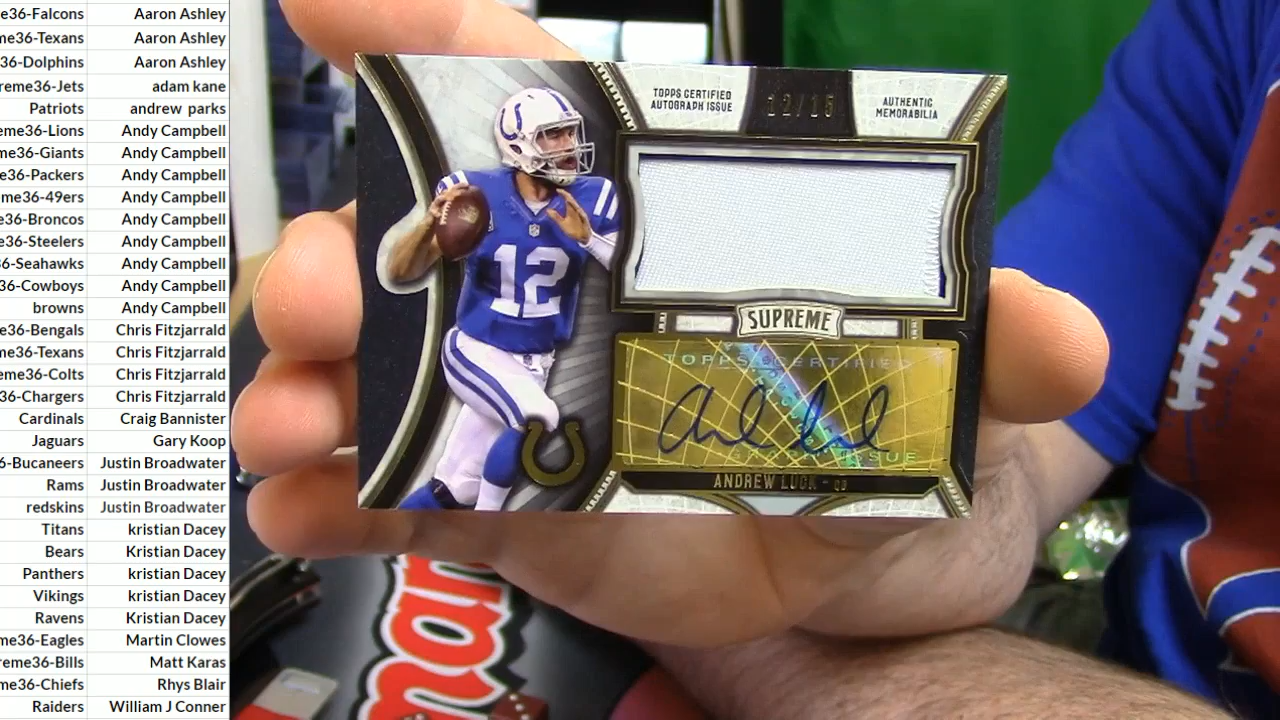 me36-Falcons Aaron Ashley
me36-Texans Aaron Ashley
36-Dolphins Aaron Ashley
reme36-Jets adam kane
Patriots andrew parks
eme36-Lions Andy Campbell
me36-Giants Andy Campbell
me36-Packers Andy Campbell
me36-49ers Andy Campbell
me36-Broncos Andy Campbell
me36-Steelers Andy Campbell
36-Seahawks Andy Campbell
36-Cowboys Andy Campbell
browns Andy Campbell
me36-Bengals Chris Fitzjarrald
me36-Texans Chris Fitzjarrald
eme36-Colts Chris Fitzjarrald
36-Chargers Chris Fitzjarrald
Cardinals Craig Bannister
Jaguars Gary Koop
6-Bucaneers Justin Broadwater
Rams Justin Broadwater
redskins Justin Broadwater
Titans kristian Dacey
Bears Kristian Dacey
Panthers kristian Dacey
Vikings kristian Dacey
Ravens Kristian Dacey
me36-Eagles Martin Clowes
reme36-Bills Matt Karas
me36-Chiefs Rhys Blair
Raiders William J Conner
TOPPS CERTIFIED
AUTOGRAPH ISSUE
12/15
AUTHENTIC
MEMORABILIA
12
SUPREME
TOPPS CERTIFIED
ISSUE
ANDREW LUCK - QB